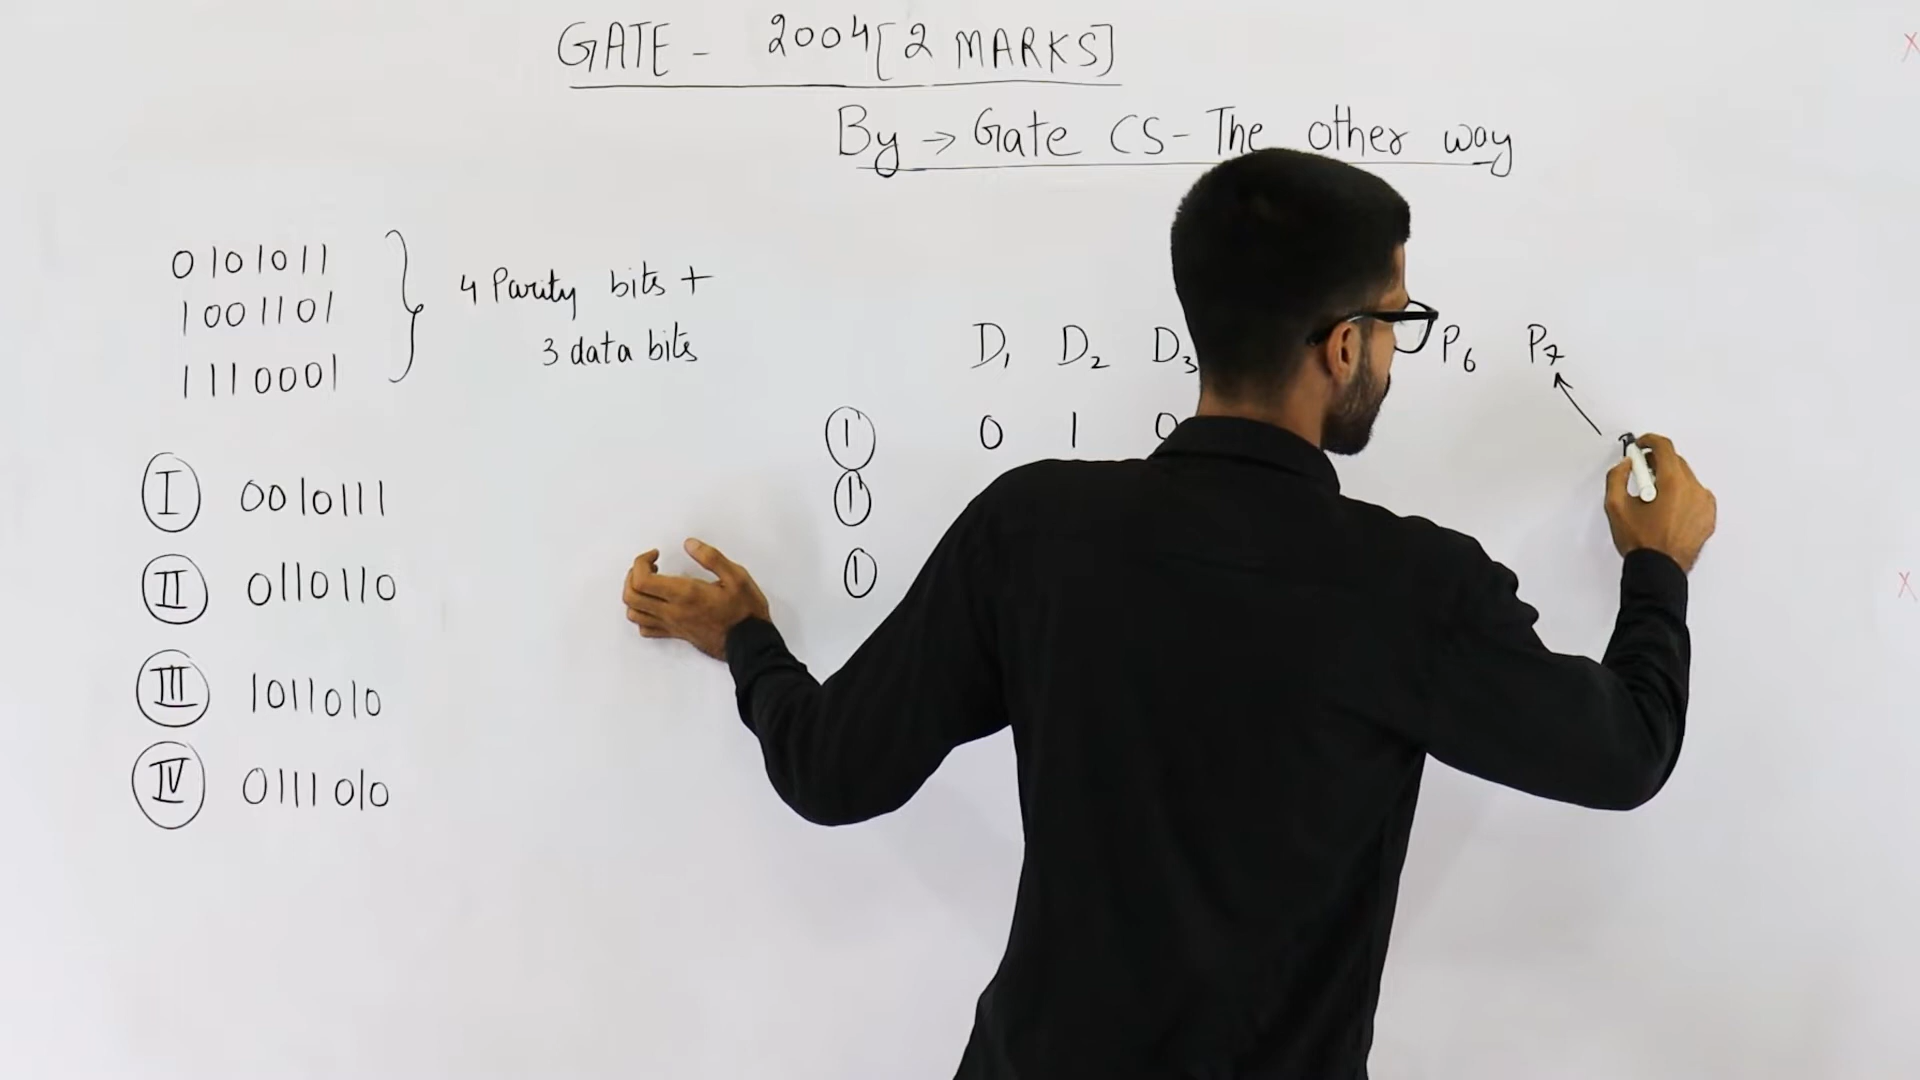 GATE - 2004 [2 MARKS]
By → Gate CS - The other way
0101011
1001101
1110001
4 Parity bits +
3 data bits
I 0010111
II 0110110
III 1011010
IV 0111010
D1 D2 D3 P6 P7
1 0 1 0
1
1